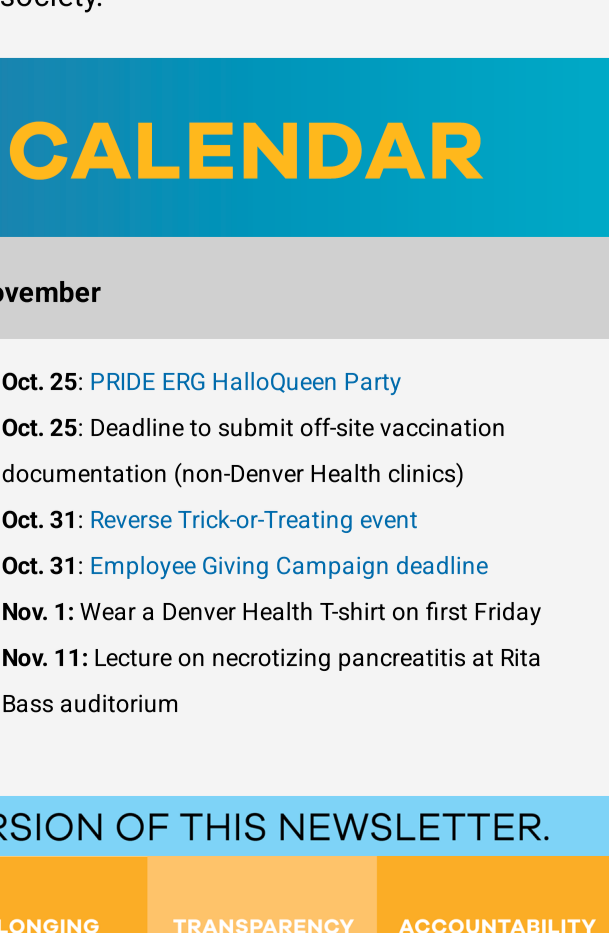 society.
CALENDAR
ovember
Oct. 25: PRIDE ERG HalloQueen Party
Oct. 25: Deadline to submit off-site vaccination
documentation (non-Denver Health clinics)
Oct. 31: Reverse Trick-or-Treating event
Oct. 31: Employee Giving Campaign deadline
Nov. 1: Wear a Denver Health T-shirt on first Friday
Nov. 11: Lecture on necrotizing pancreatitis at Rita
Bass auditorium
RSION OF THIS NEWSLETTER.
LONGING TRANSPARENCY ACCOUNTABILITY